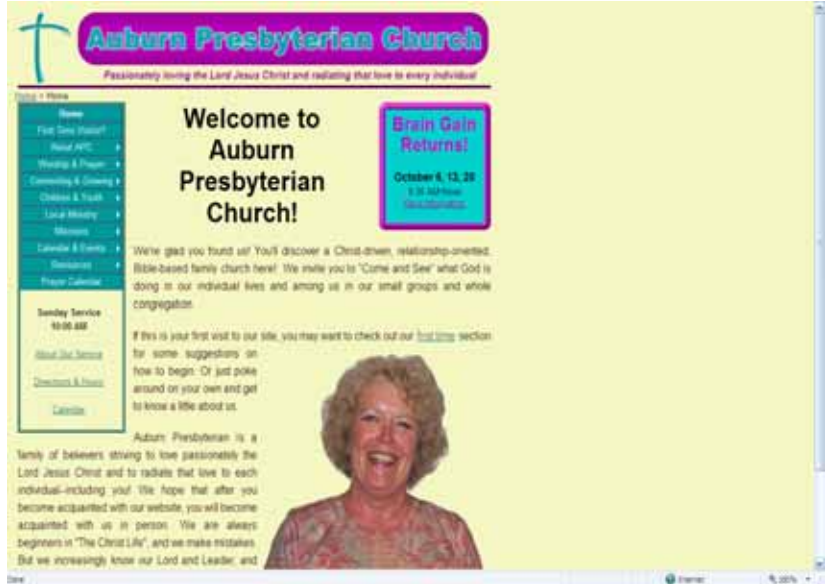 Auburn Presbyterian Church
Passionately loving the Lord Jesus Christ and radiating that love to every individual
Home > Home
Home
First Time Visitor?
About APC
Worship & Prayer
Connecting & Growing
Children & Youth
Local Ministry
Missions
Calendar & Events
Resources
Prayer Calendar
Sunday Service
10:00 AM
About Our Service
Directions & Hours
Calendar
Welcome to
Auburn
Presbyterian
Church!
Brain Gain
Returns!
October 6, 13, 20
We're glad you found us! You'll discover a Christ-driven, relationship-oriented,
Bible-based family church here! We invite you to "Come and See" what God is
doing in our individual lives and among us in our small groups and whole
congregation.
If this is your first visit to our site, you may want to check out our first time section
for some suggestions on
how to begin. Or just poke
around on your own and get
to know a little about us.
Auburn Presbyterian is a
family of believers striving to love passionately the
Lord Jesus Christ and to radiate that love to each
individual--including you! We hope that after you
become acquainted with our website, you will become
acquainted with us in person. We are always
beginners in "The Christ Life", and we make mistakes.
But we increasingly know our Lord and Leader, and
Done
Internet